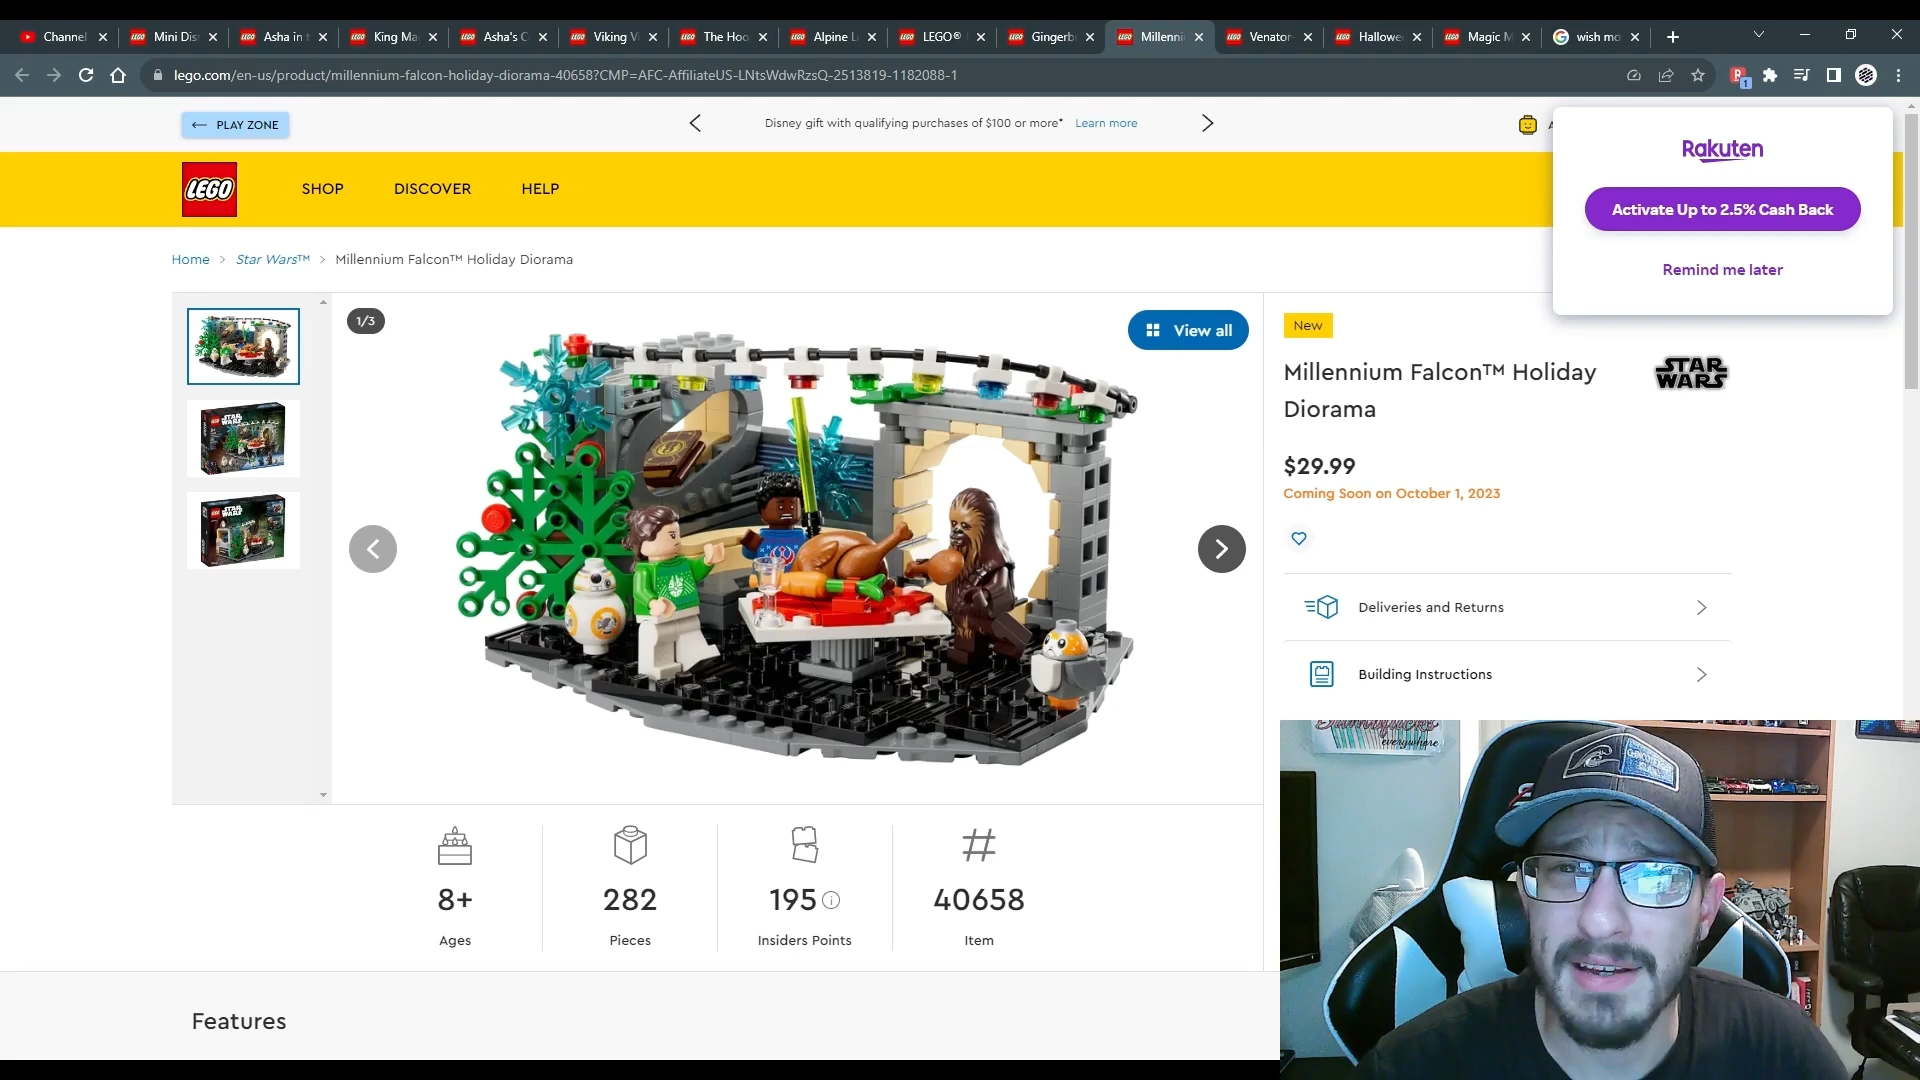 Channel
Mini Dis
Asha in t
King Ma
Asha's C
Viking Vi
The Hoo
Alpine L
LEGO®
Gingerb
Millenni
Venator-
Hallowe
Magic M
wish mo
lego.com/en-us/product/millennium-falcon-holiday-diorama-40658?CMP=AFC-AffiliateUS-LNtsWdwRzsQ-2513819-1182088-1
PLAY ZONE
Disney gift with qualifying purchases of $100 or more* Learn more
Rakuten
Activate Up to 2.5% Cash Back
Remind me later
LEGO
SHOP DISCOVER HELP
Home > Star Wars™ > Millennium Falcon™ Holiday Diorama
1/3
View all
New
Millennium Falcon™ Holiday
Diorama
STAR WARS
$29.99
Coming Soon on October 1, 2023
Deliveries and Returns
Building Instructions
everywhere
8+
Ages
282
Pieces
195
Insiders Points
#
40658
Item
Features